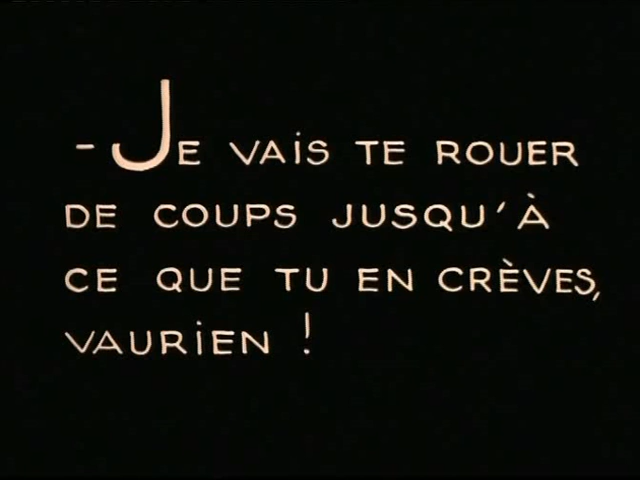 - JE VAIS TE ROUER
DE COUPS JUSQU'À
CE QUE TU EN CRÈVES,
VAURIEN !